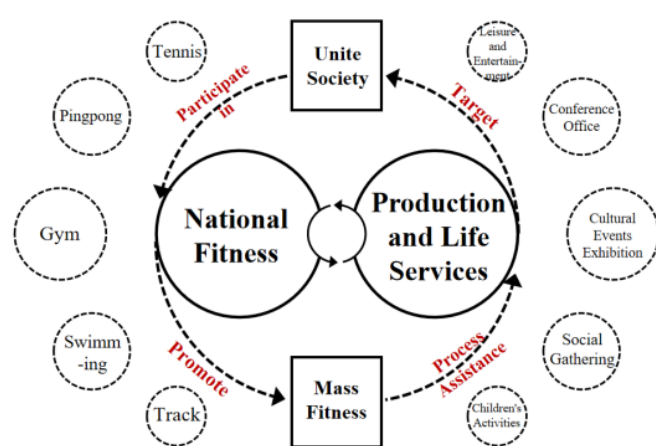 Tennis
Unite
Society
Leisure
and
Entertain-
ment
Participate
in
Target
Pingpong
Conference
Office
Gym
National
Fitness
Production
and Life
Services
Cultural
Events
Exhibition
Swimm
-ing
Social
Gathering
Promote
Process
Assistance
Mass
Fitness
Track
Children's
Activities